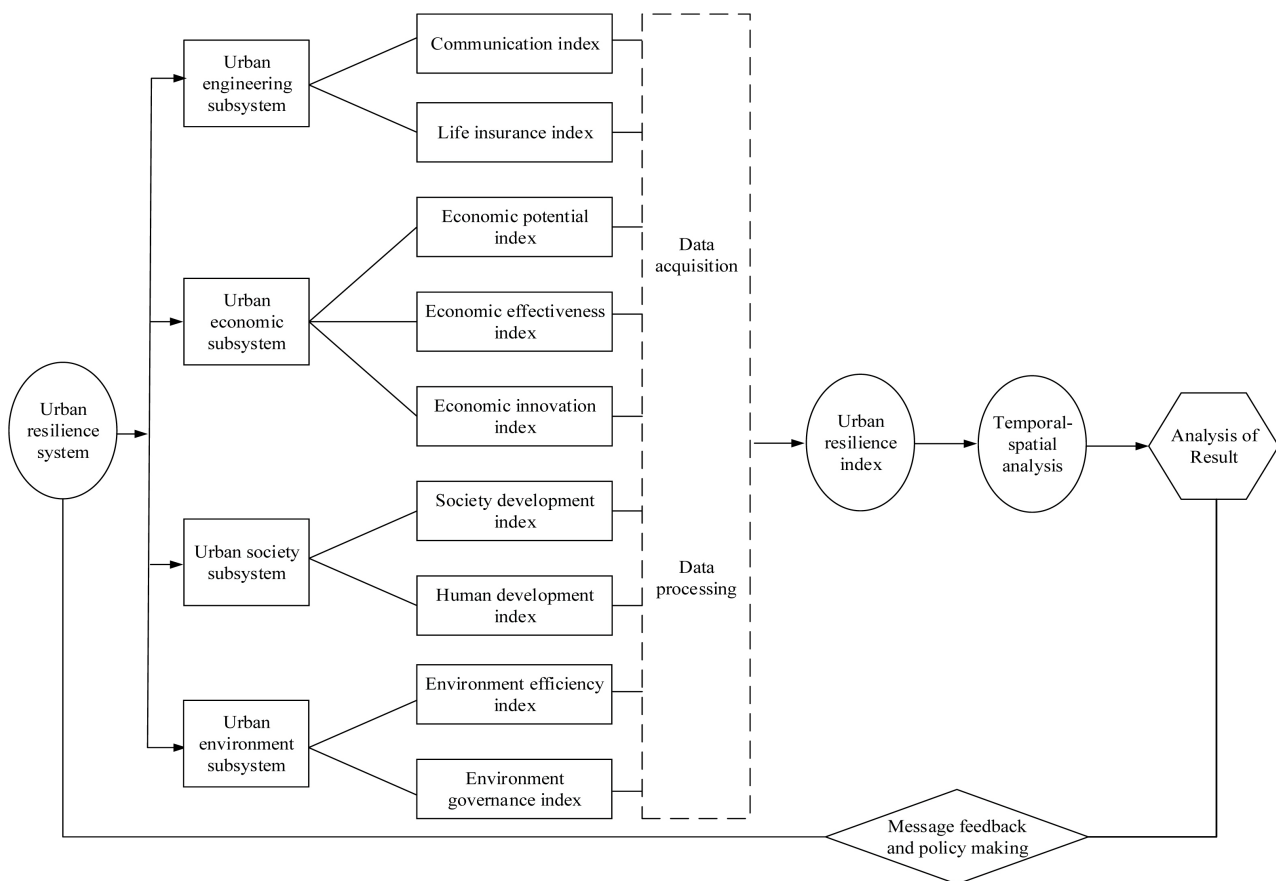 Urban
resilience
system
Urban
engineering
subsystem
Urban
economic
subsystem
Urban society
subsystem
Urban
environment
subsystem
Communication index
Life insurance index
Economic potential
index
Economic effectiveness
index
Economic innovation
index
Society development
index
Human development
index
Environment efficiency
index
Environment
governance index
Data
acquisition
Data
processing
Urban
resilience
index
Temporal-
spatial
analysis
Analysis of
Result
Message feedback
and policy making